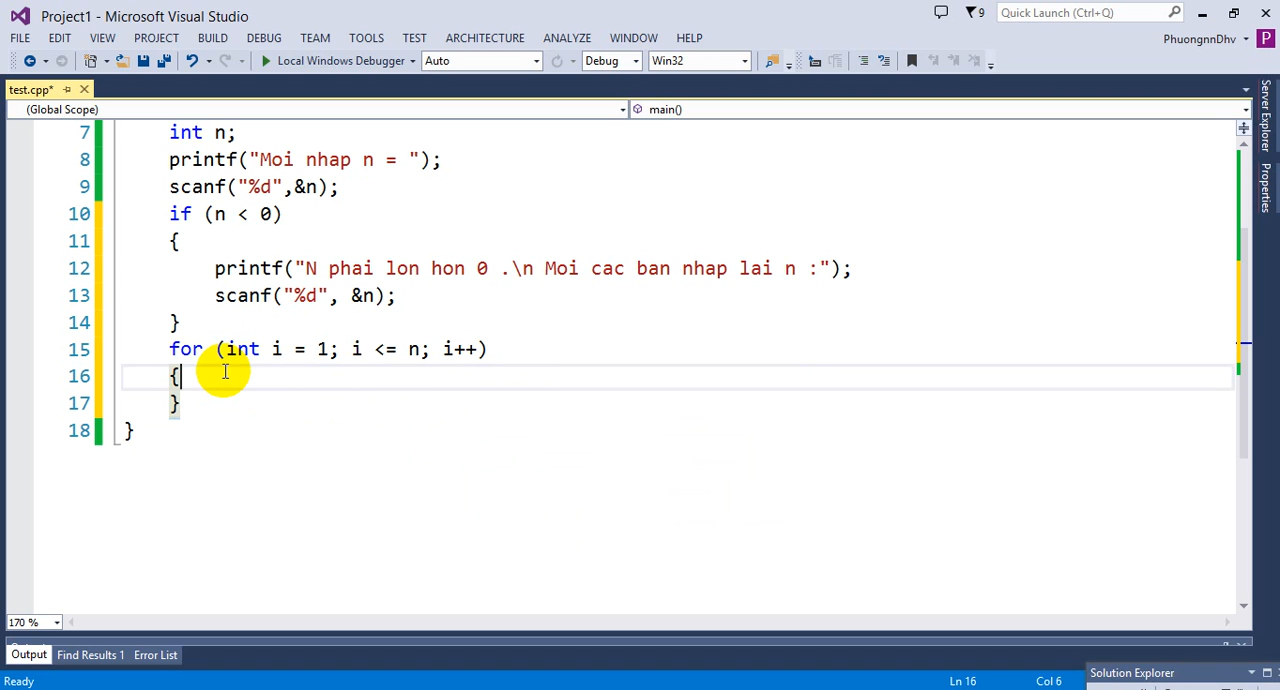 Project1 - Microsoft Visual Studio
9
Quick Launch (Ctrl+Q)
FILE EDIT VIEW PROJECT BUILD DEBUG TEAM TOOLS TEST ARCHITECTURE ANALYZE WINDOW HELP
PhuongnnDhv P
Local Windows Debugger Auto Debug Win32
test.cpp*
(Global Scope) main()
Server Explorer
Properties
7 int n;
8 printf("Moi nhap n = ");
9 scanf("%d",&n);
10 if (n < 0)
11 {
12 printf("N phai lon hon 0 .\n Moi cac ban nhap lai n :");
13 scanf("%d", &n);
14 }
15 for (int i = 1; i <= n; i++)
16 {
17 }
18 }
170 %
Output Find Results 1 Error List
Solution Explorer
Ready Ln 16 Col 6